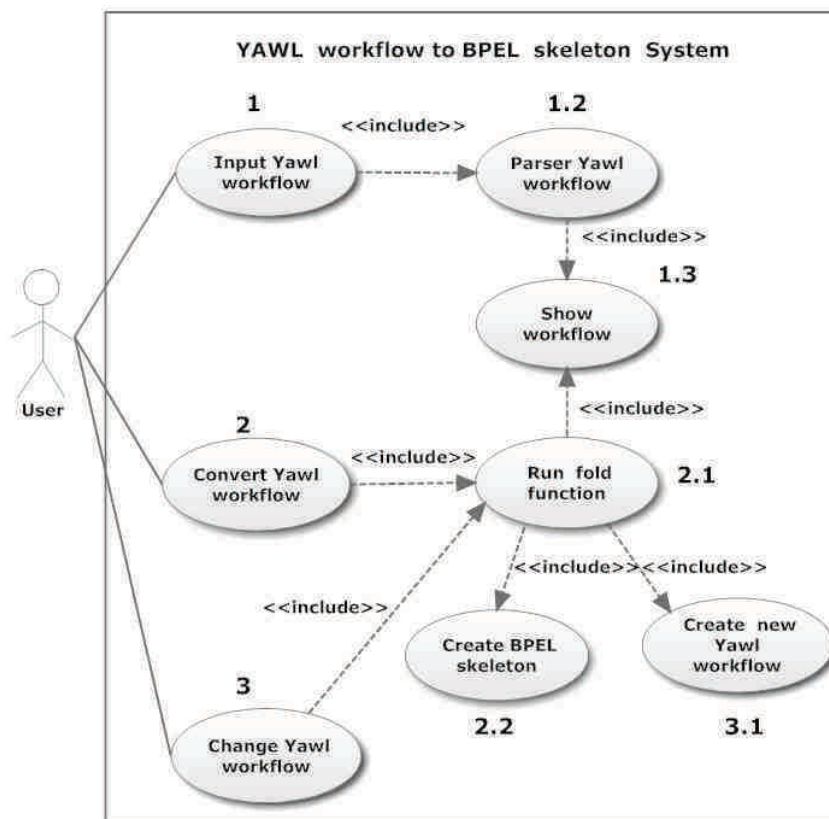 YAWL workflow to BPEL skeleton System
1
1.2
<<include>>
Input Yawl
workflow
Parser Yawl
workflow
<<include>>
1.3
Show
workflow
User
<<include>>
2
<<include>>
Convert Yawl
workflow
Run fold
function
2.1
<<include>>
<<include>>
<<include>>
Create BPEL
skeleton
Create new
Yawl
workflow
3
2.2
3.1
Change Yawl
workflow